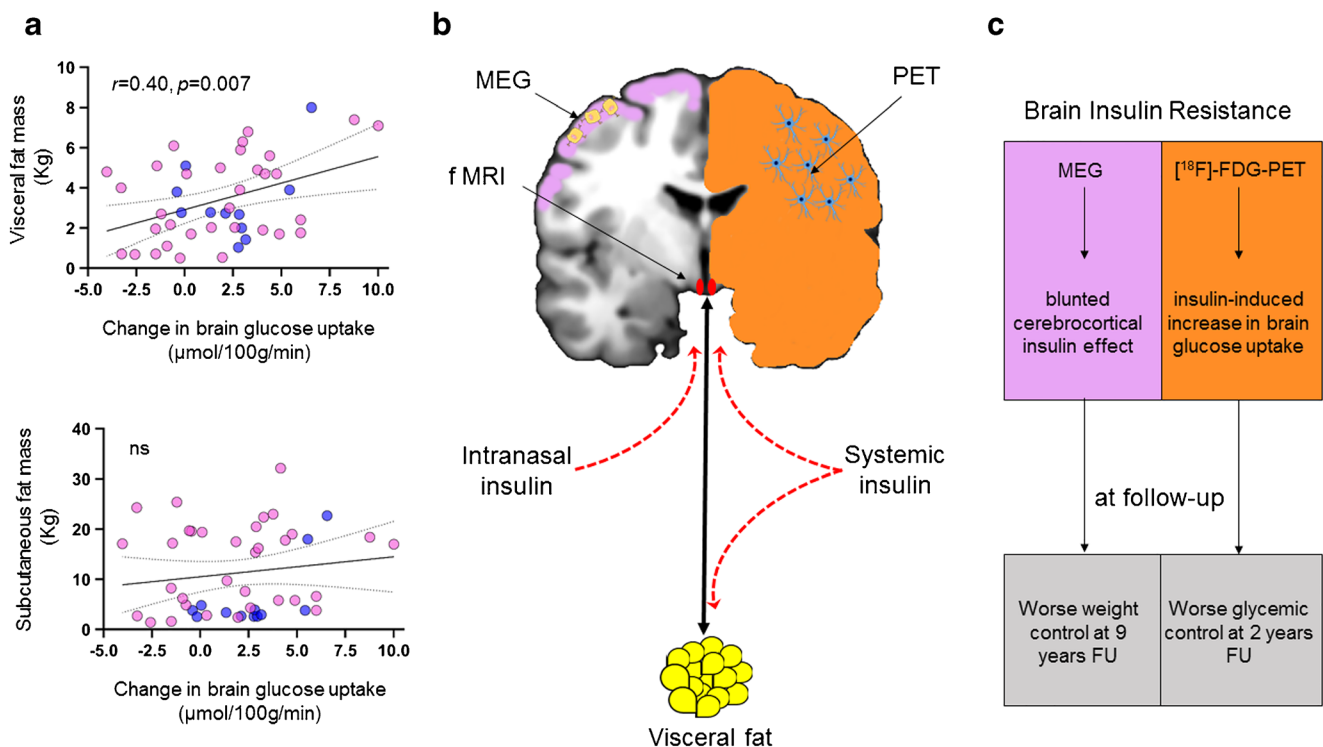 a
r=0.40, p=0.007
Visceral fat mass
(Kg)
10
8
6
4
2
0
-5.0 -2.5 0.0 2.5 5.0 7.5 10.0
Change in brain glucose uptake
(µmol/100g/min)
ns
Subcutaneous fat mass
(Kg)
40
30
20
10
0
-5.0 -2.5 0.0 2.5 5.0 7.5 10.0
Change in brain glucose uptake
(µmol/100g/min)
b
MEG
PET
f MRI
Intranasal
insulin
Systemic
insulin
Visceral fat
c
Brain Insulin Resistance
MEG
blunted
cerebrocortical
insulin effect
[¹⁸F]-FDG-PET
insulin-induced
increase in brain
glucose uptake
at follow-up
Worse weight
control at 9
years FU
Worse glycemic
control at 2 years
FU